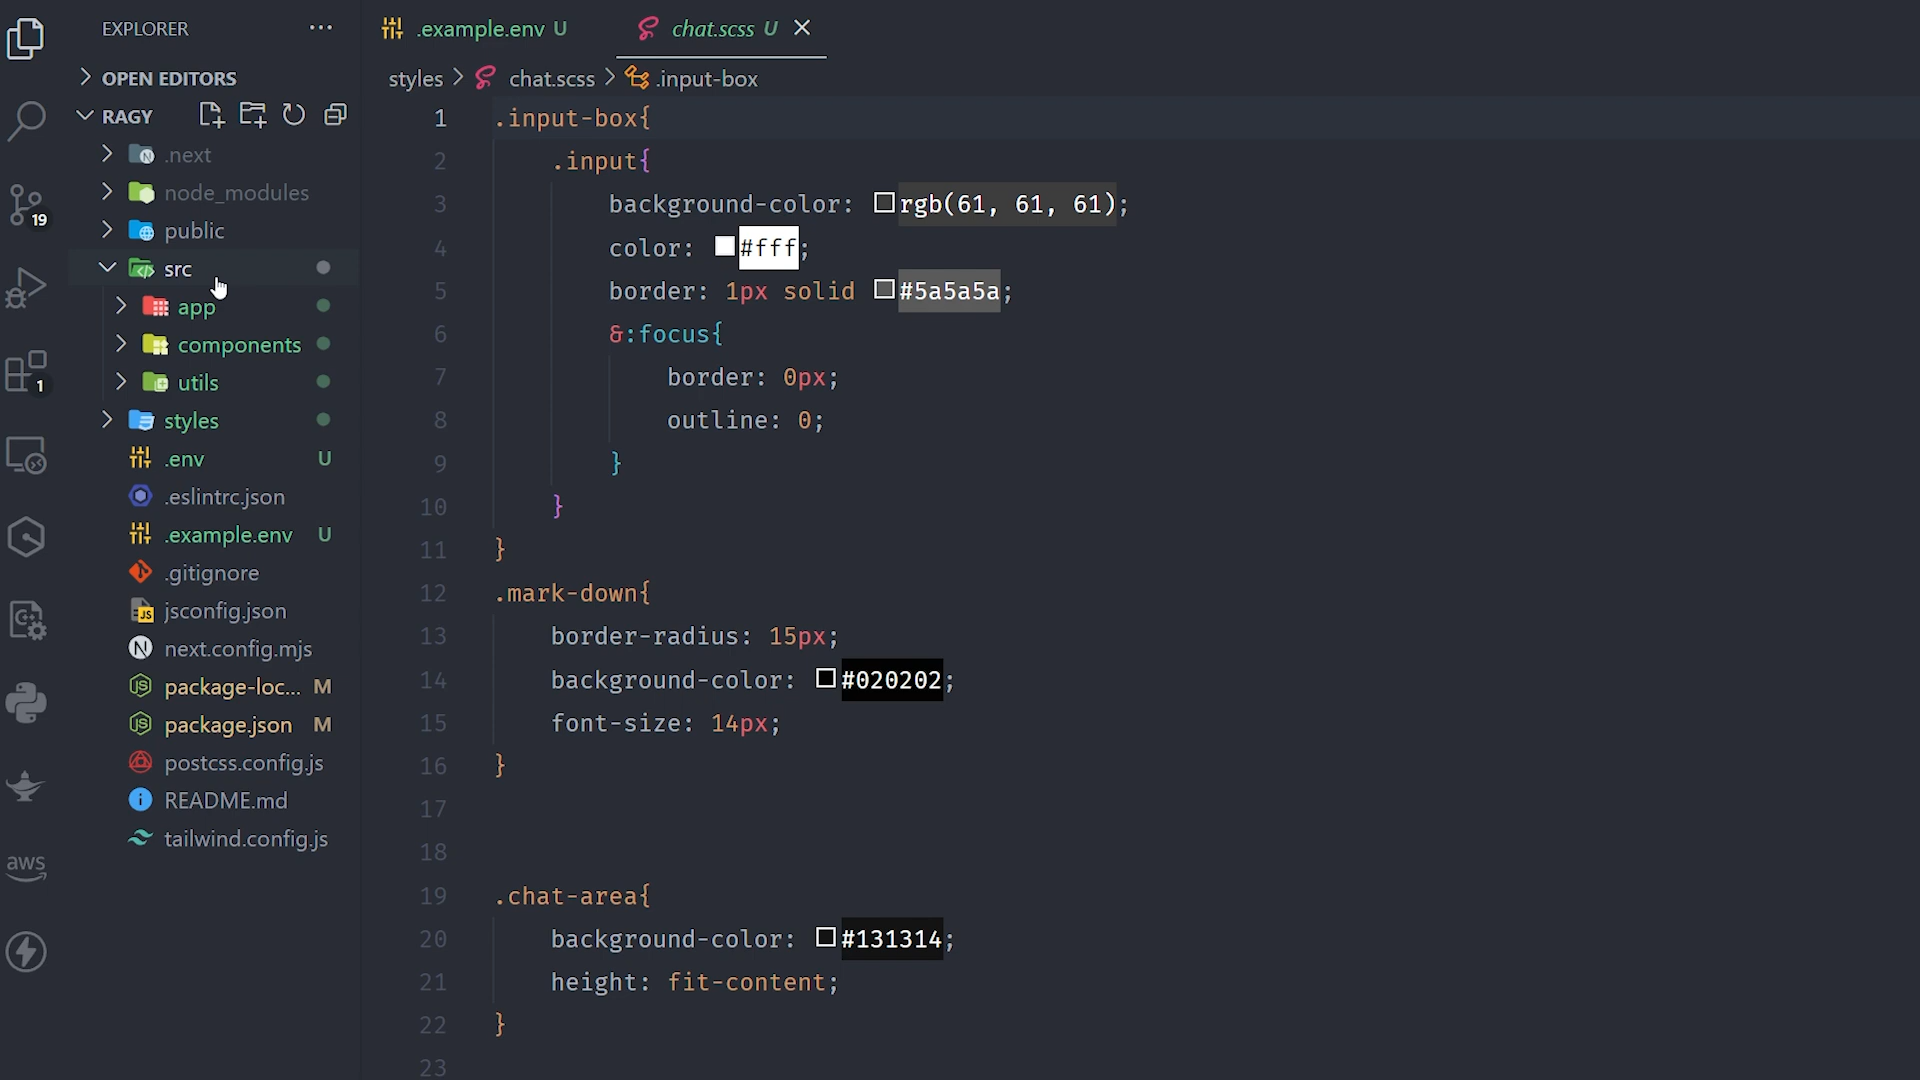 EXPLORER
OPEN EDITORS
RAGY
.next
node_modules
public
src
app
components
utils
styles
.env U
.eslintrc.json
.example.env U
.gitignore
jsconfig.json
next.config.mjs
package-loc... M
package.json M
postcss.config.js
README.md
tailwind.config.js
19
1
aws
.example.env U
chat.scss U
styles > chat.scss > .input-box
1 .input-box{
2 .input{
3 background-color: rgb(61, 61, 61);
4 color: #fff;
5 border: 1px solid #5a5a5a;
6 &:focus{
7 border: 0px;
8 outline: 0;
9 }
10 }
11 }
12 .mark-down{
13 border-radius: 15px;
14 background-color: #020202;
15 font-size: 14px;
16 }
17
18
19 .chat-area{
20 background-color: #131314;
21 height: fit-content;
22 }
23